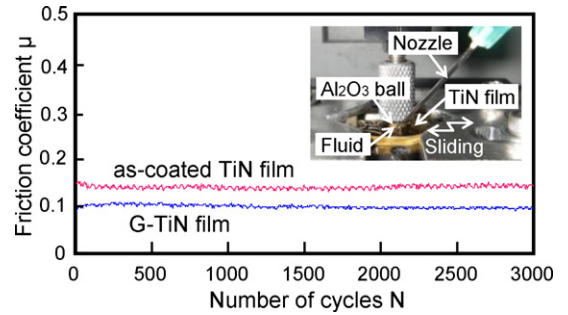 0.5
0.4
0.3
0.2
0.1
0
Friction coefficient μ
Nozzle
Al2O3 ball
TiN film
Fluid
Sliding
as-coated TiN film
G-TiN film
0 500 1000 1500 2000 2500 3000
Number of cycles N